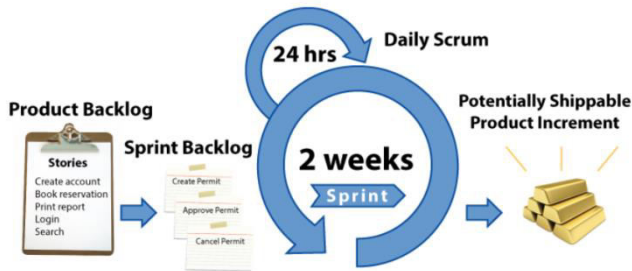 24 hrs
Daily Scrum
Product Backlog
Stories
Create account
Book reservation
Print report
Login
Search
Sprint Backlog
Create Permit
Approve Permit
Cancel Permit
2 weeks
Sprint
Potentially Shippable
Product Increment